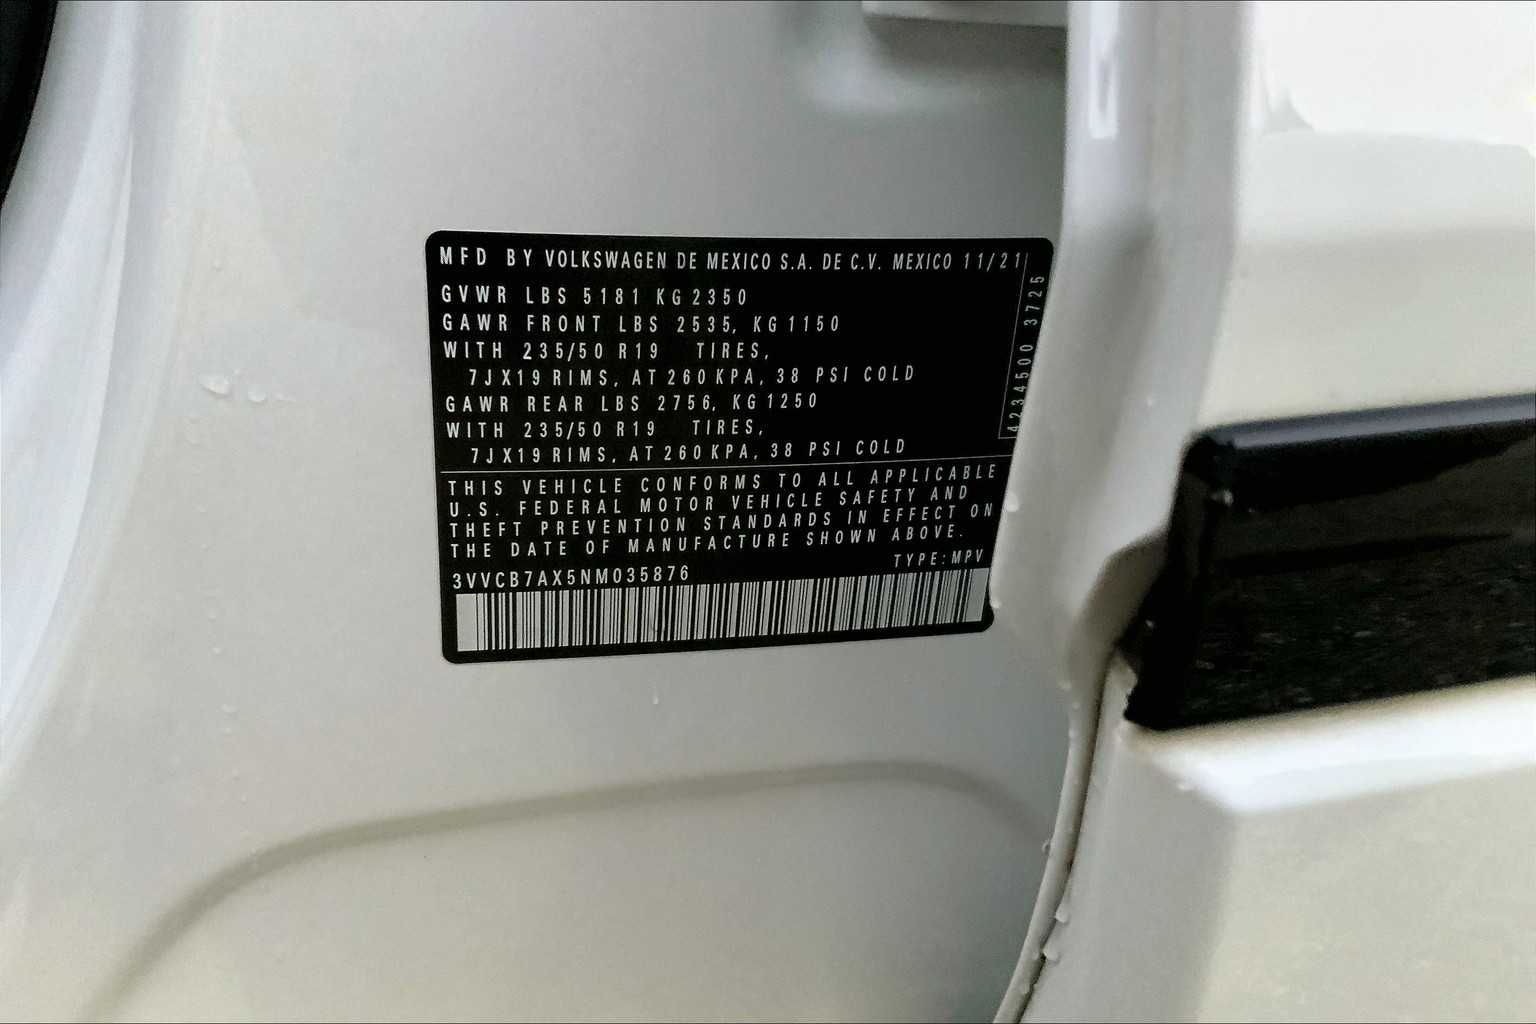 MFD BY VOLKSWAGEN DE MEXICO S.A. DE C.V. MEXICO 11/21
GVWR LBS 5181 KG 2350
GAWR FRONT LBS 2535, KG 1150
WITH 235/50 R19 TIRES,
7JX19 RIMS, AT 260 KPA, 38 PSI COLD
GAWR REAR LBS 2756, KG 1250
WITH 235/50 R19 TIRES,
7JX19 RIMS, AT 260 KPA, 38 PSI COLD
4234500 3725
THIS VEHICLE CONFORMS TO ALL APPLICABLE
U.S. FEDERAL MOTOR VEHICLE SAFETY AND
THEFT PREVENTION STANDARDS IN EFFECT ON
THE DATE OF MANUFACTURE SHOWN ABOVE.
TYPE: MPV
3VVCB7AX5NM035876